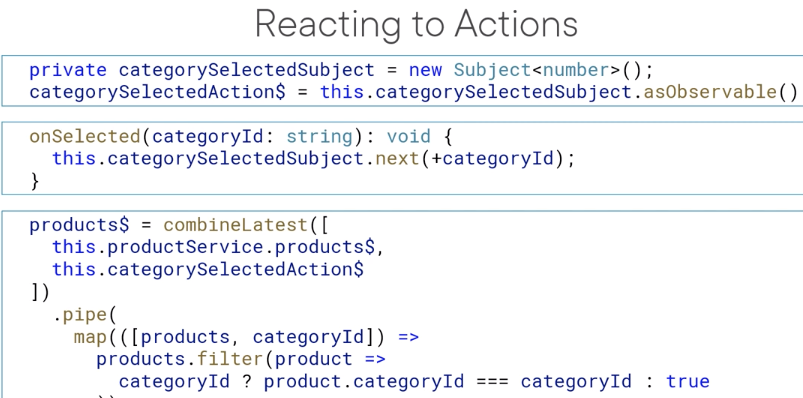 Reacting to Actions
private categorySelectedSubject = new Subject<number>();
categorySelectedAction$ = this.categorySelectedSubject.asObservable()
onSelected(categoryId: string): void {
  this.categorySelectedSubject.next(+categoryId);
}
products$ = combineLatest([
  this.productService.products$,
  this.categorySelectedAction$
])
  .pipe(
    map(([products, categoryId]) =>
      products.filter(product =>
        categoryId ? product.categoryId === categoryId : true